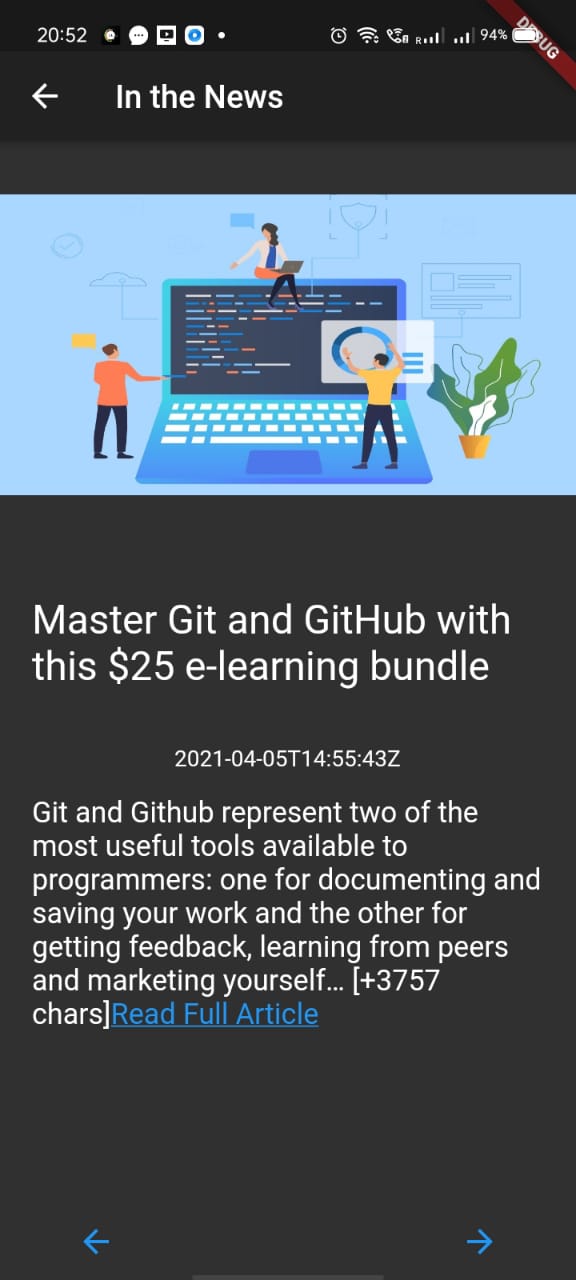 20:52
R
94%
DEBUG
In the News
Master Git and GitHub with
this $25 e-learning bundle
2021-04-05T14:55:43Z
Git and Github represent two of the
most useful tools available to
programmers: one for documenting and
saving your work and the other for
getting feedback, learning from peers
and marketing yourself… [+3757
chars]Read Full Article